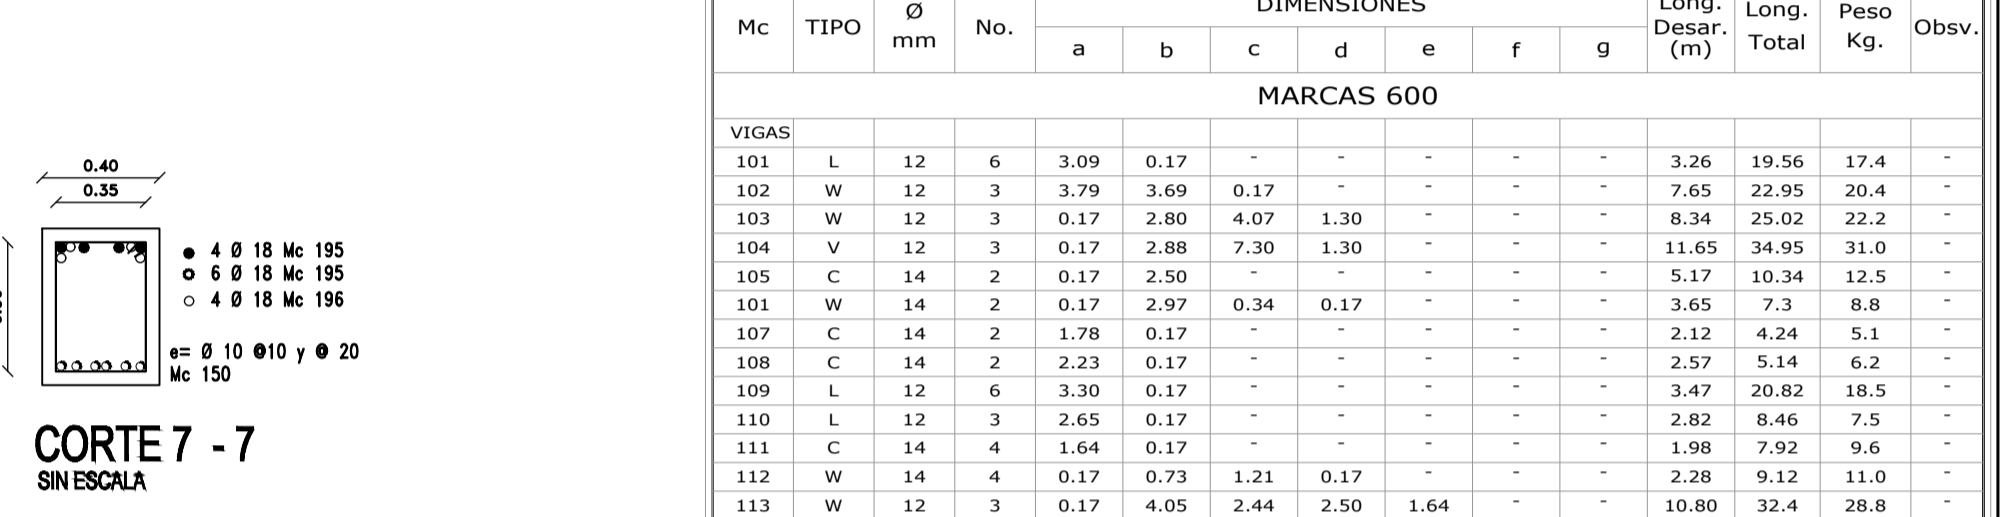 0.40
0.35
4 Ø 18 Mc 195
6 Ø 18 Mc 195
4 Ø 18 Mc 196
e= Ø 10 @10 y @ 20
Mc 150
CORTE 7 - 7
SIN ESCALA
Mc TIPO Ø mm No. DIMENSIONES Long. Desar. (m) Long. Total Peso Kg. Obsv.
a b c d e f g
MARCAS 600
VIGAS
101 L 12 6 3.09 0.17 - - - - - 3.26 19.56 17.4 -
102 W 12 3 3.79 3.69 0.17 - - - - 7.65 22.95 20.4 -
103 W 12 3 0.17 2.80 4.07 1.30 - - - 8.34 25.02 22.2 -
104 V 12 3 0.17 2.88 7.30 1.30 - - - 11.65 34.95 31.0 -
105 C 14 2 0.17 2.50 - - - - - 5.17 10.34 12.5 -
101 W 14 2 0.17 2.97 0.34 0.17 - - - 3.65 7.3 8.8 -
107 C 14 2 1.78 0.17 - - - - - 2.12 4.24 5.1 -
108 C 14 2 2.23 0.17 - - - - - 2.57 5.14 6.2 -
109 L 12 6 3.30 0.17 - - - - - 3.47 20.82 18.5 -
110 L 12 3 2.65 0.17 - - - - - 2.82 8.46 7.5 -
111 C 14 4 1.64 0.17 - - - - - 1.98 7.92 9.6 -
112 W 14 4 0.17 0.73 1.21 0.17 - - - 2.28 9.12 11.0 -
113 W 12 3 0.17 4.05 2.44 2.50 1.64 - - 10.80 32.4 28.8 -